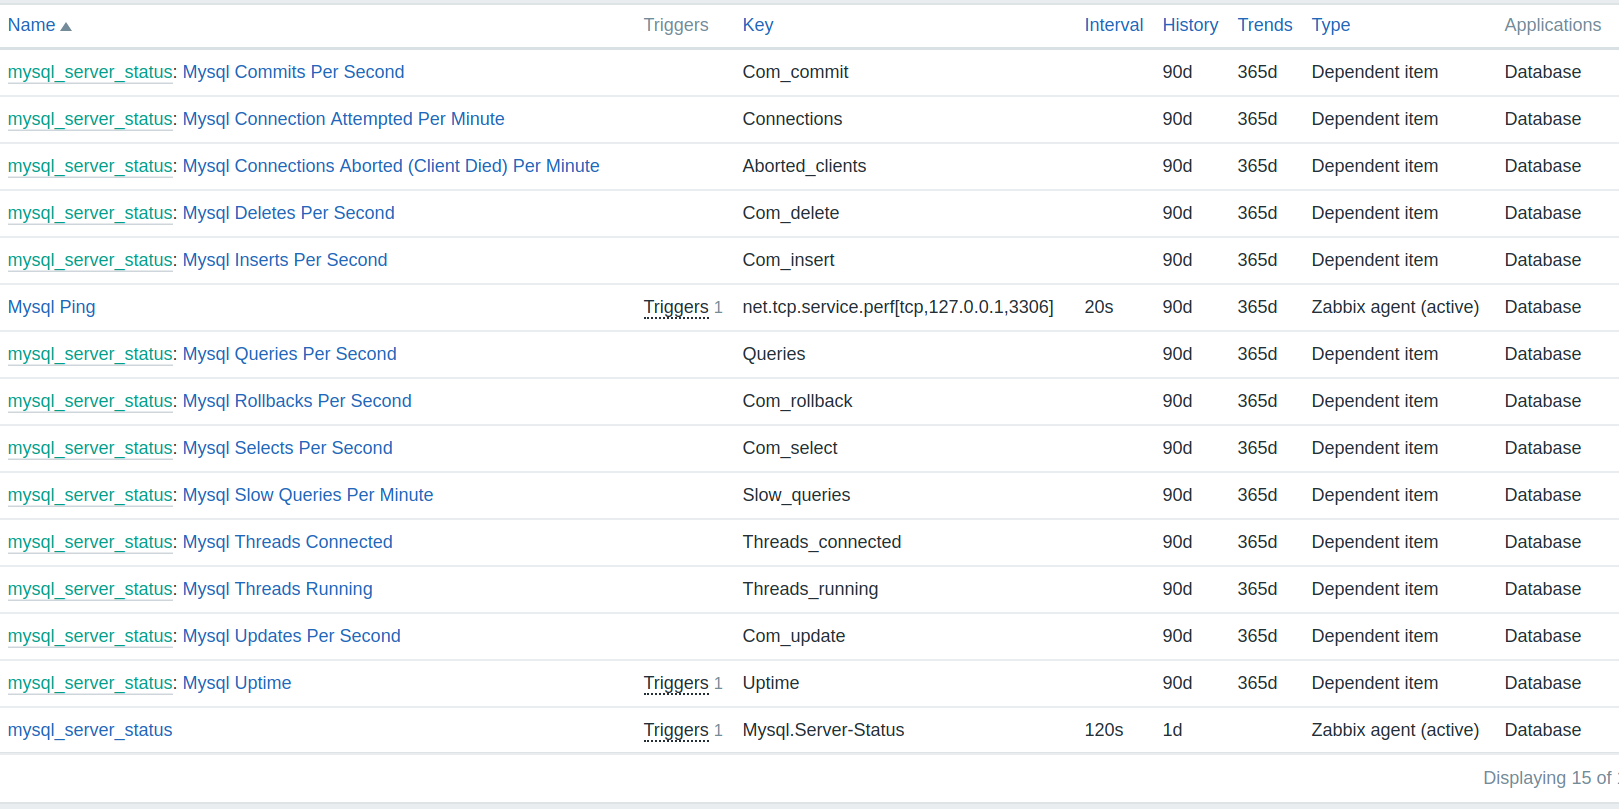 Name Triggers Key Interval History Trends Type Applications
mysql_server_status: Mysql Commits Per Second Com_commit 90d 365d Dependent item Database
mysql_server_status: Mysql Connection Attempted Per Minute Connections 90d 365d Dependent item Database
mysql_server_status: Mysql Connections Aborted (Client Died) Per Minute Aborted_clients 90d 365d Dependent item Database
mysql_server_status: Mysql Deletes Per Second Com_delete 90d 365d Dependent item Database
mysql_server_status: Mysql Inserts Per Second Com_insert 90d 365d Dependent item Database
Mysql Ping Triggers 1 net.tcp.service.perf[tcp,127.0.0.1,3306] 20s 90d 365d Zabbix agent (active) Database
mysql_server_status: Mysql Queries Per Second Queries 90d 365d Dependent item Database
mysql_server_status: Mysql Rollbacks Per Second Com_rollback 90d 365d Dependent item Database
mysql_server_status: Mysql Selects Per Second Com_select 90d 365d Dependent item Database
mysql_server_status: Mysql Slow Queries Per Minute Slow_queries 90d 365d Dependent item Database
mysql_server_status: Mysql Threads Connected Threads_connected 90d 365d Dependent item Database
mysql_server_status: Mysql Threads Running Threads_running 90d 365d Dependent item Database
mysql_server_status: Mysql Updates Per Second Com_update 90d 365d Dependent item Database
mysql_server_status: Mysql Uptime Triggers 1 Uptime 90d 365d Dependent item Database
mysql_server_status Triggers 1 Mysql.Server-Status 120s 1d Zabbix agent (active) Database
Displaying 15 of